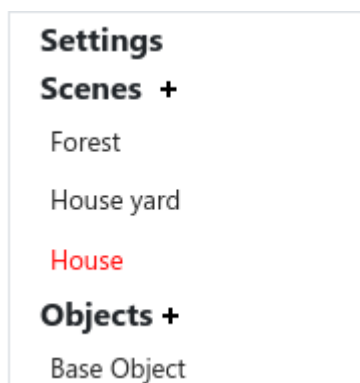 Settings
Scenes +
Forest
House yard
House
Objects +
Base Object